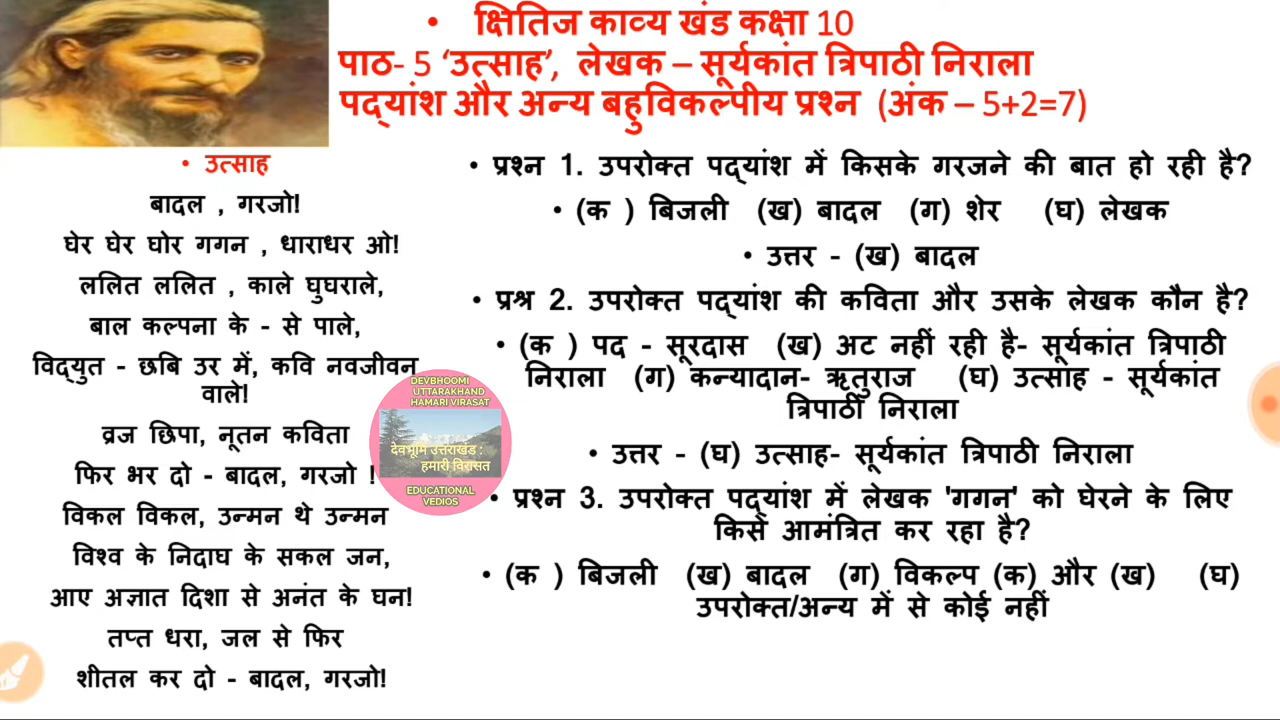 • क्षितिज काव्य खंड कक्षा 10
पाठ- 5 ‘उत्साह’, लेखक – सूर्यकांत त्रिपाठी निराला
पद्यांश और अन्य बहुविकल्पीय प्रश्न (अंक – 5+2=7)
• उत्साह
बादल , गरजो!
घेर घेर घोर गगन , धाराधर ओ!
ललित ललित , काले घुघराले,
बाल कल्पना के - से पाले,
विद्युत - छबि उर में, कवि नवजीवन
वाले!
व्रज छिपा, नूतन कविता
फिर भर दो - बादल, गरजो !
विकल विकल, उन्मन थे उन्मन
विश्व के निदाघ के सकल जन,
आए अज्ञात दिशा से अनंत के घन!
तप्त धरा, जल से फिर
शीतल कर दो - बादल, गरजो!
• प्रश्न 1. उपरोक्त पद्यांश में किसके गरजने की बात हो रही है?
• (क ) बिजली (ख) बादल (ग) शेर (घ) लेखक
• उत्तर - (ख) बादल
• प्रश्न 2. उपरोक्त पद्यांश की कविता और उसके लेखक कौन है?
• (क ) पद - सूरदास (ख) अट नहीं रही है- सूर्यकांत त्रिपाठी
निराला (ग) कन्यादान- ऋतुराज (घ) उत्साह - सूर्यकांत
त्रिपाठी निराला
• उत्तर - (घ) उत्साह- सूर्यकांत त्रिपाठी निराला
• प्रश्न 3. उपरोक्त पद्यांश में लेखक 'गगन' को घेरने के लिए
किसे आमंत्रित कर रहा है?
• (क ) बिजली (ख) बादल (ग) विकल्प (क) और (ख) (घ)
उपरोक्त/अन्य में से कोई नहीं
DEVBHOOMI
UTTARAKHAND
HAMARI VIRASAT
देवभूमि उत्तराखंड :
हमारी विरासत
EDUCATIONAL
VEDIOS